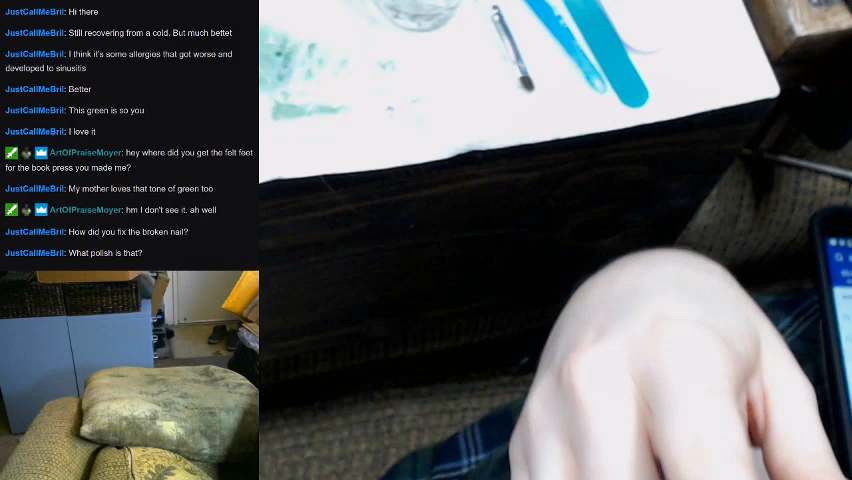 JustCallMeBril: Hi there
JustCallMeBril: Still recovering from a cold. But much bettet
JustCallMeBril: I think it's some allergies that got worse and
developed to sinusitis
JustCallMeBril: Better
JustCallMeBril: This green is so you
JustCallMeBril: I love it
ArtOfPraiseMoyer: hey where did you get the felt feet
for the book press you made me?
JustCallMeBril: My mother loves that tone of green too
ArtOfPraiseMoyer: hm I don't see it. ah well
JustCallMeBril: How did you fix the broken nail?
JustCallMeBril: What polish is that?